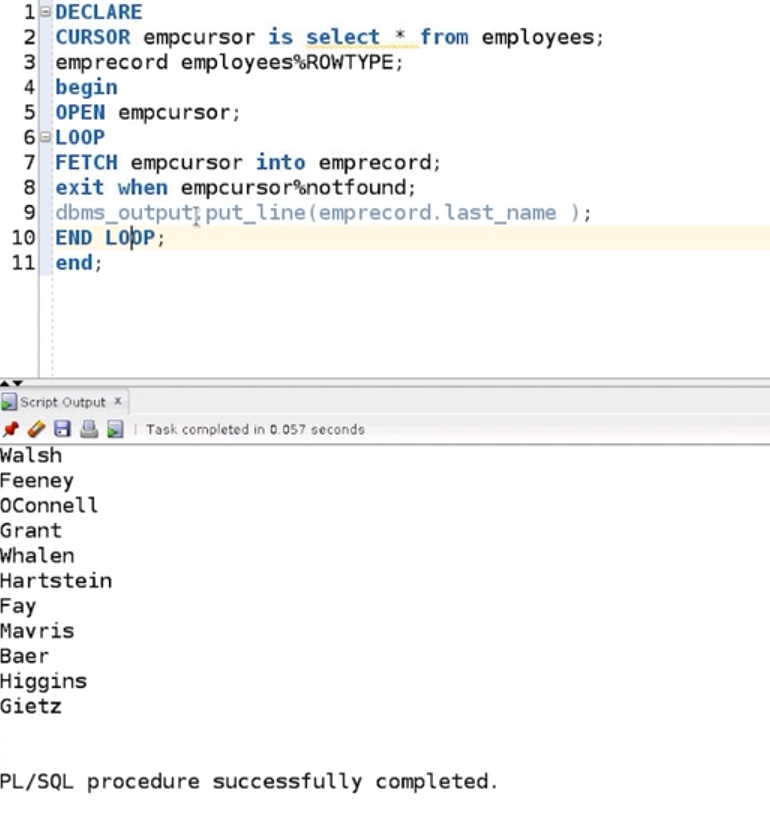 1 DECLARE
2 CURSOR empcursor is select * from employees;
3 emprecord employees%ROWTYPE;
4 begin
5 OPEN empcursor;
6 LOOP
7 FETCH empcursor into emprecord;
8 exit when empcursor%notfound;
9 dbms_output.put_line(emprecord.last_name );
10 END LOOP;
11 end;
Script Output ×
Task completed in 0.057 seconds
Walsh
Feeney
OConnell
Grant
Whalen
Hartstein
Fay
Mavris
Baer
Higgins
Gietz
PL/SQL procedure successfully completed.